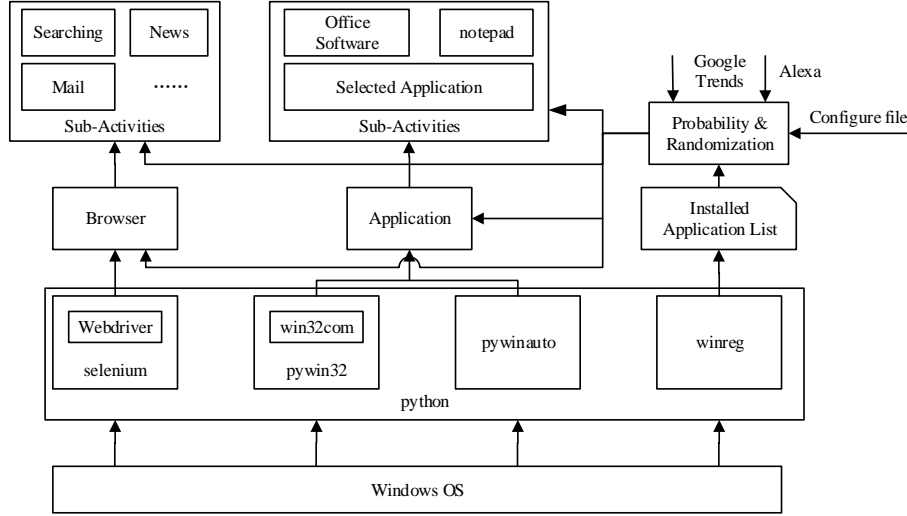 Searching
News
Mail
......
Sub-Activities
Office
Software
notepad
Selected Application
Sub-Activities
Google
Trends
Alexa
Probability &
Randomization
Configure file
Browser
Application
Installed
Application List
Webdriver
selenium
win32com
pywin32
pywinauto
winreg
python
Windows OS